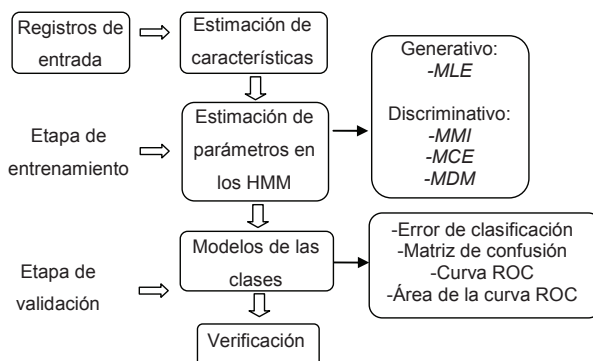 Registros de
entrada
Estimación de
características
Generativo:
-MLE
Discriminativo:
-MMI
-MCE
-MDM
Etapa de
entrenamiento
Estimación de
parámetros en
los HMM
Modelos de las
clases
-Error de clasificación
-Matriz de confusión
-Curva ROC
-Área de la curva ROC
Etapa de
validación
Verificación